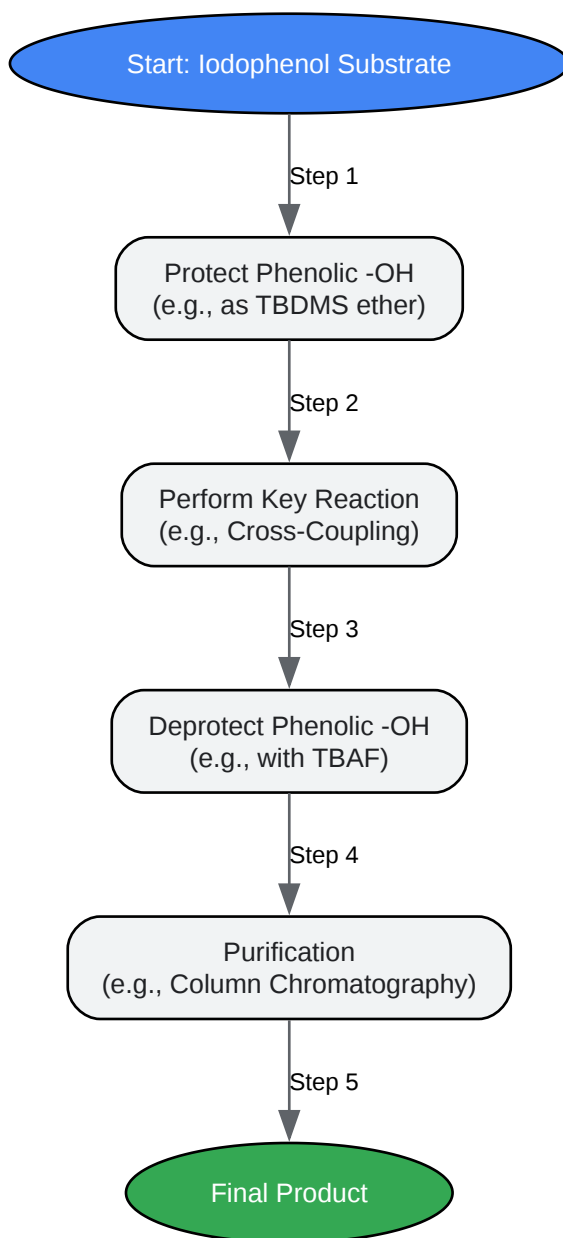 Start: Iodophenol Substrate
Step 1
Protect Phenolic -OH
(e.g., as TBDMS ether)
Step 2
Perform Key Reaction
(e.g., Cross-Coupling)
Step 3
Deprotect Phenolic -OH
(e.g., with TBAF)
Step 4
Purification
(e.g., Column Chromatography)
Step 5
Final Product